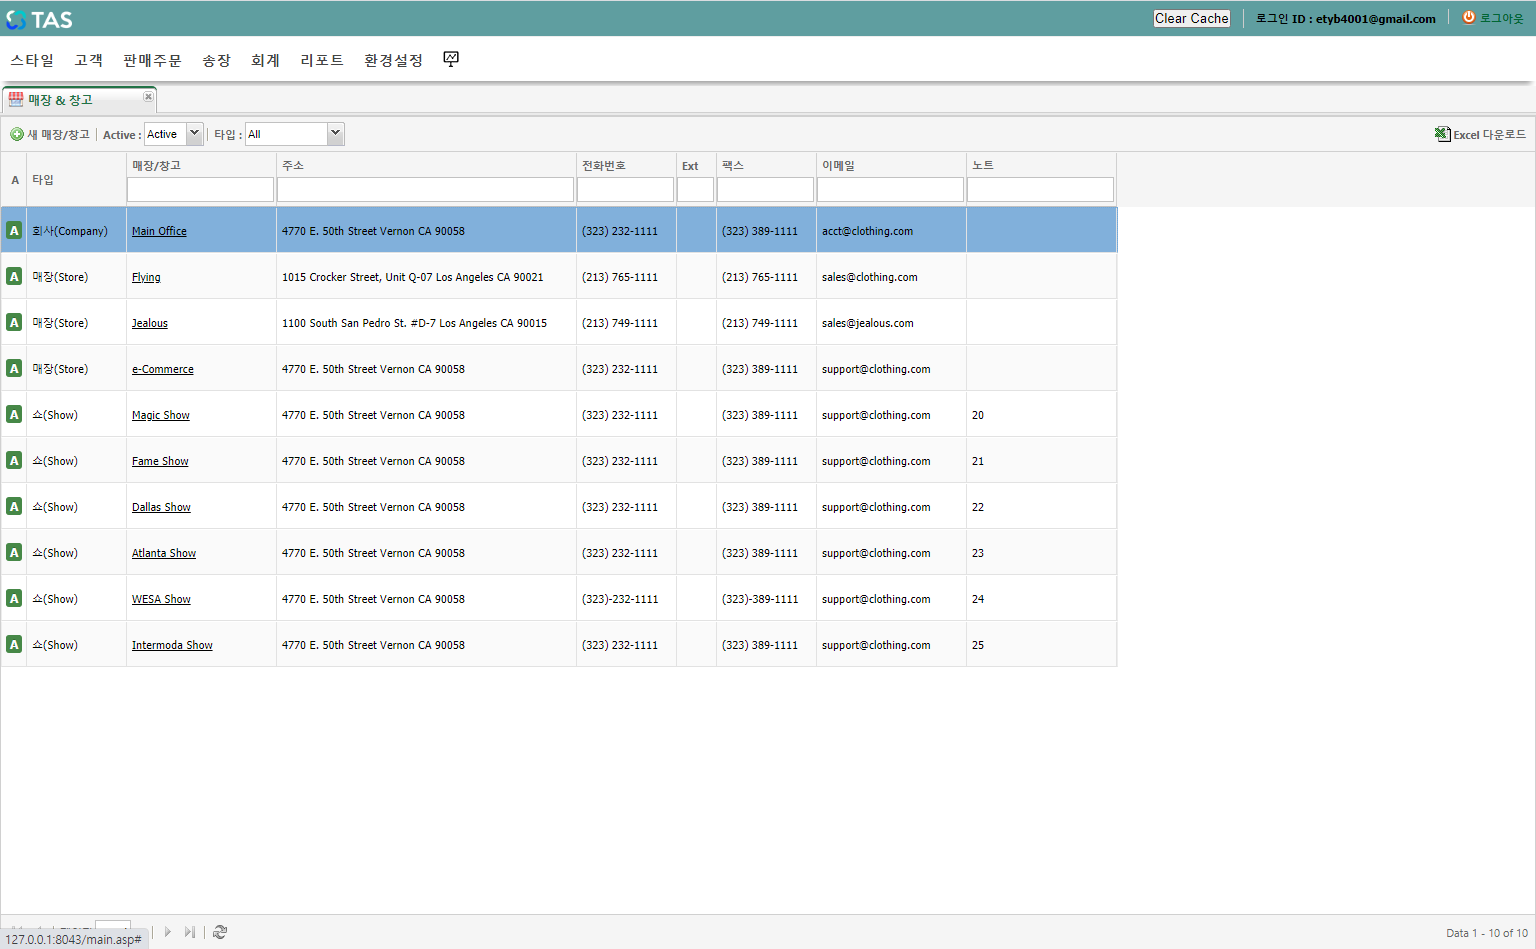 TAS
Clear Cache
로그인 ID : etyb4001@gmail.com
로그아웃
스타일 고객 판매주문 송장 회계 리포트 환경설정
매장 & 창고
새 매장/창고 Active : Active 타입 : All Excel 다운로드
A 타입 매장/창고 주소 전화번호 Ext 팩스 이메일 노트
A 회사(Company) Main Office 4770 E. 50th Street Vernon CA 90058 (323) 232-1111 (323) 389-1111 acct@clothing.com
A 매장(Store) Flying 1015 Crocker Street, Unit Q-07 Los Angeles CA 90021 (213) 765-1111 (213) 765-1111 sales@clothing.com
A 매장(Store) Jealous 1100 South San Pedro St. #D-7 Los Angeles CA 90015 (213) 749-1111 (213) 749-1111 sales@jealous.com
A 매장(Store) e-Commerce 4770 E. 50th Street Vernon CA 90058 (323) 232-1111 (323) 389-1111 support@clothing.com
A 쇼(Show) Magic Show 4770 E. 50th Street Vernon CA 90058 (323) 232-1111 (323) 389-1111 support@clothing.com 20
A 쇼(Show) Fame Show 4770 E. 50th Street Vernon CA 90058 (323) 232-1111 (323) 389-1111 support@clothing.com 21
A 쇼(Show) Dallas Show 4770 E. 50th Street Vernon CA 90058 (323) 232-1111 (323) 389-1111 support@clothing.com 22
A 쇼(Show) Atlanta Show 4770 E. 50th Street Vernon CA 90058 (323) 232-1111 (323) 389-1111 support@clothing.com 23
A 쇼(Show) WESA Show 4770 E. 50th Street Vernon CA 90058 (323)-232-1111 (323)-389-1111 support@clothing.com 24
A 쇼(Show) Intermoda Show 4770 E. 50th Street Vernon CA 90058 (323) 232-1111 (323) 389-1111 support@clothing.com 25
127.0.0.1:8043/main.asp#
Data 1 - 10 of 10